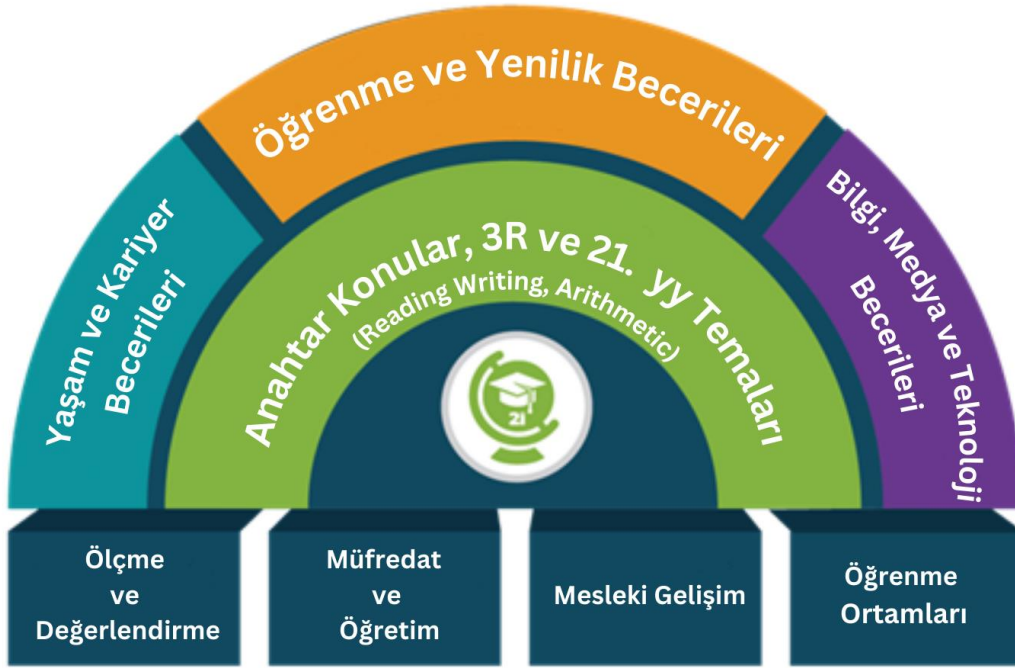 Öğrenme ve Yenilik Becerileri
Yaşam ve Kariyer
Becerileri
Bilgi, Medya ve Teknoloji
Becerileri
Anahtar Konular, 3R ve 21. yy Temaları
(Reading Writing, Arithmetic)
21
Ölçme
ve
Değerlendirme
Müfredat
ve
Öğretim
Mesleki Gelişim
Öğrenme
Ortamları